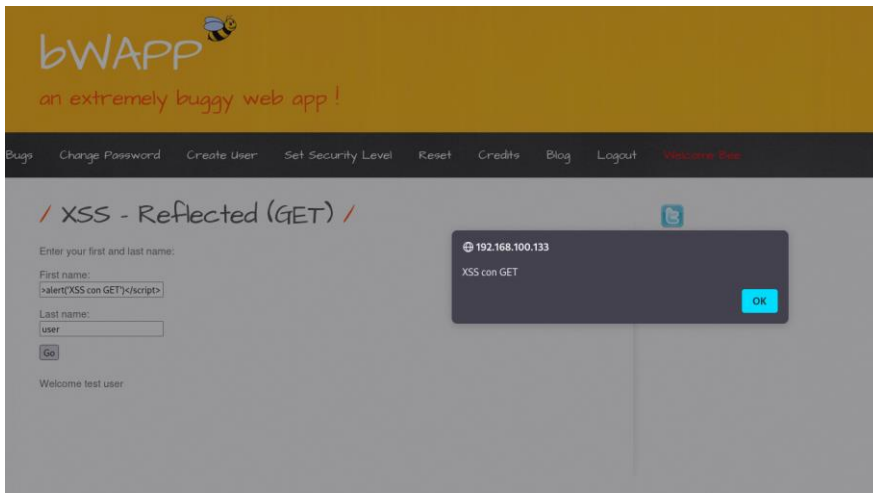 bWAPP
an extremely buggy web app !
Bugs Change Password Create User Set Security Level Reset Credits Blog Logout Welcome Bee
/ XSS - Reflected (GET) /
Enter your first and last name:
First name:
>alert('XSS con GET')</script>
Last name:
user
Go
Welcome test user
192.168.100.133
XSS con GET
OK